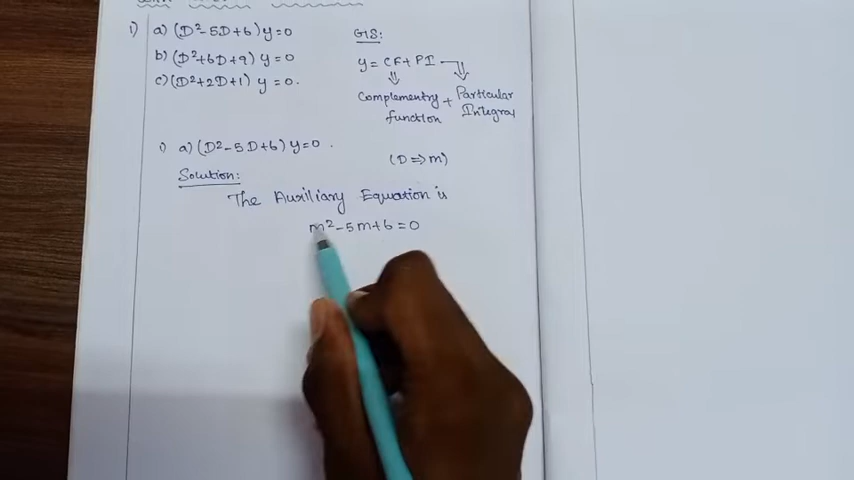 1) a) (D²-5D+6)y=0
b) (D²+6D+9) y=0
c) (D²+2D+1) y=0.
G1S:
y = CF + PI
Complementry function + Particular Integral
1) a) (D²-5D+6) y=0.
(D⇒m)
Solution:
The Auxiliary Equation is
m²-5m+6=0